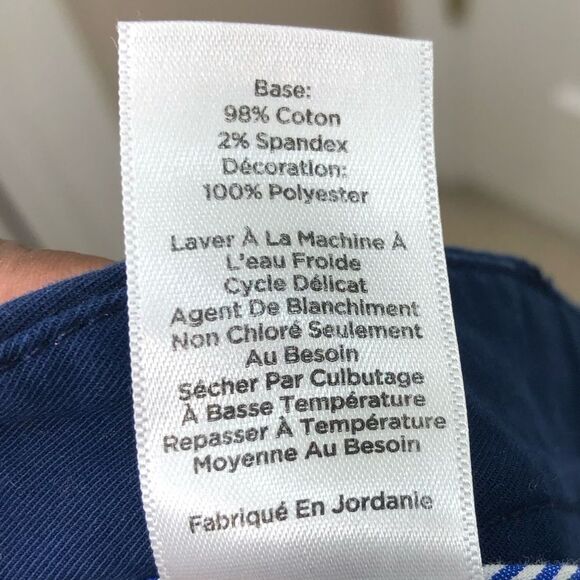 Base:
98% Coton
2% Spandex
Décoration:
100% Polyester
Laver À La Machine À
L'eau Froide
Cycle Délicat
Agent De Blanchiment
Non Chloré Seulement
Au Besoin
Sécher Par Culbutage
À Basse Température
Repasser À Température
Moyenne Au Besoin
Fabriqué En Jordanie